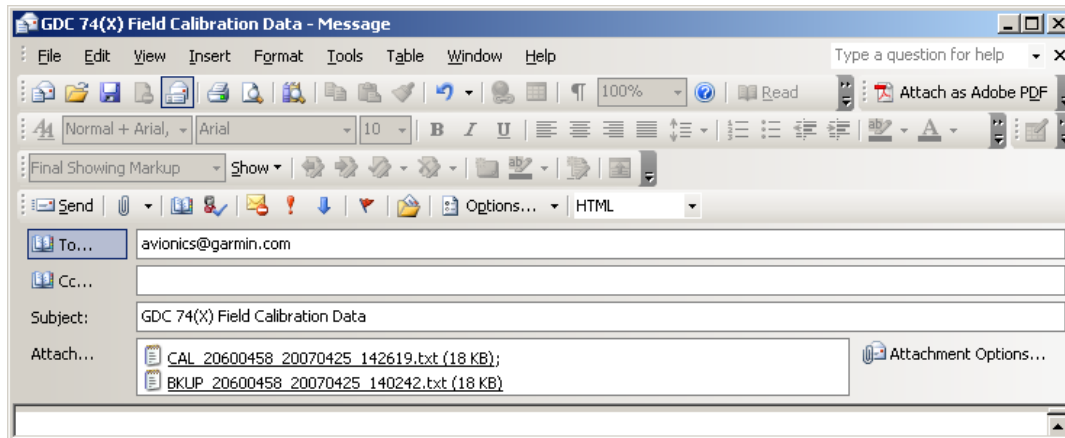 GDC 74(X) Field Calibration Data - Message
File Edit View Insert Format Tools Table Window Help Type a question for help
100% Read Attach as Adobe PDF
Normal + Arial, Arial 10 B I U A
Final Showing Markup Show
Send Options... HTML
To... avionics@garmin.com
Cc...
Subject: GDC 74(X) Field Calibration Data
Attach... CAL_20600458_20070425_142619.txt (18 KB);
BKUP_20600458_20070425_140242.txt (18 KB)
Attachment Options...